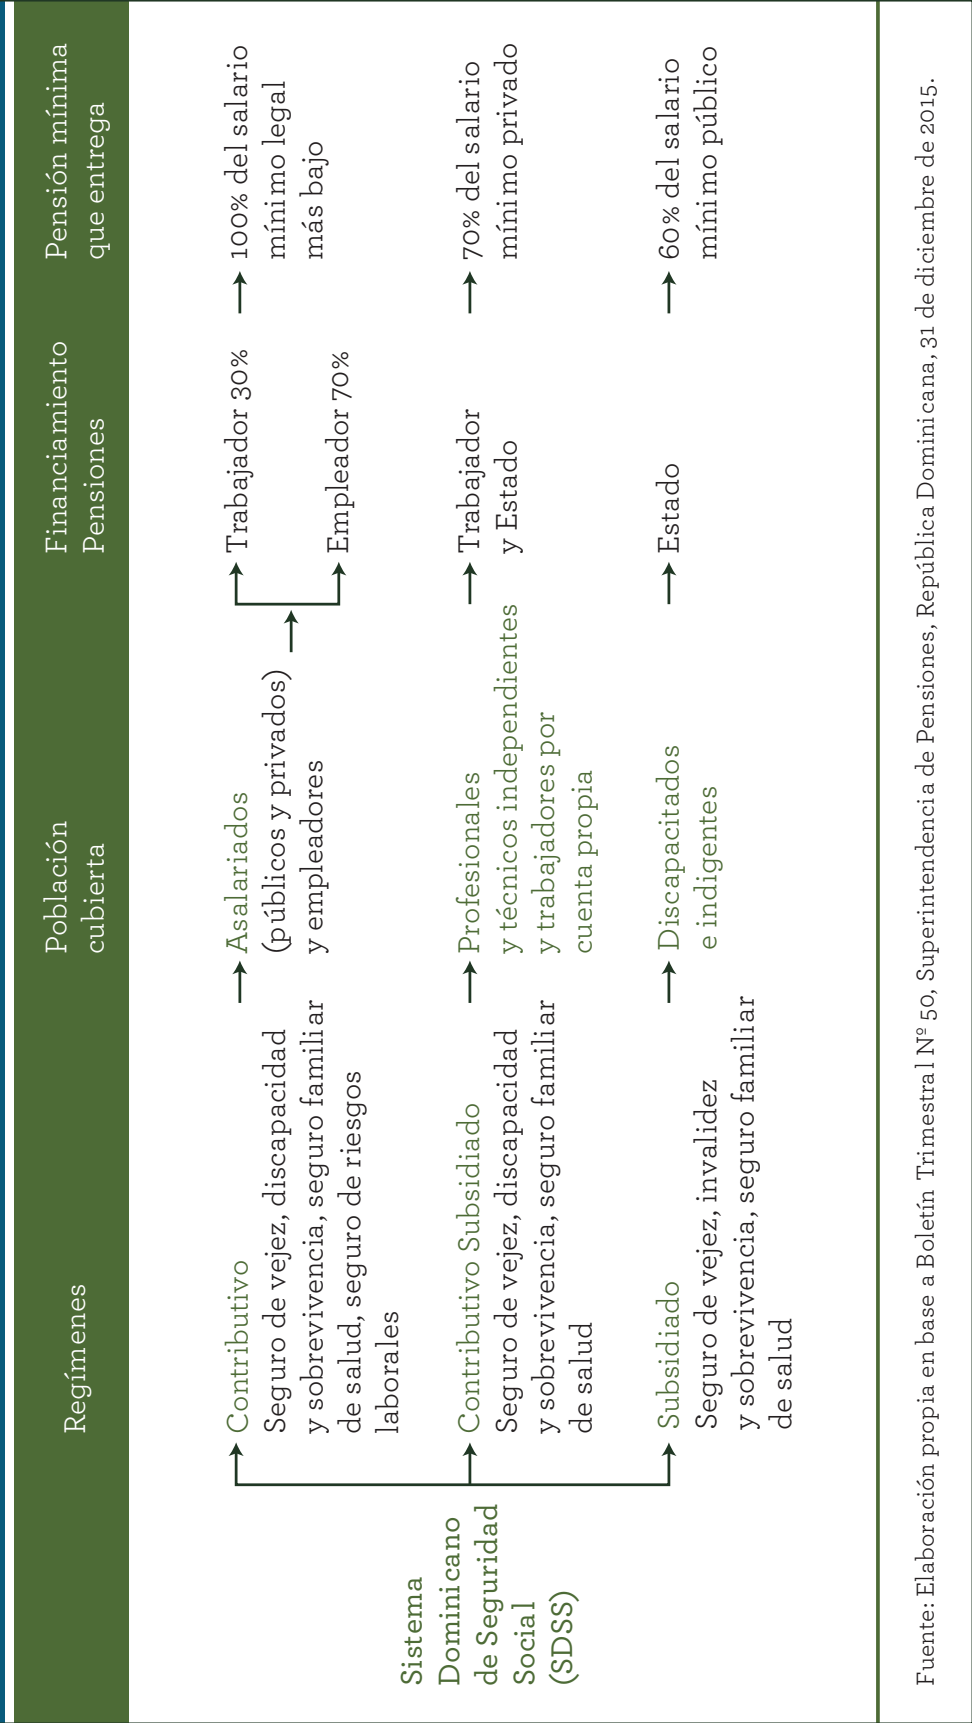 Regímenes
Población
cubierta
Financiamiento
Pensiones
Pensión mínima
que entrega
Sistema
Dominicano
de Seguridad
Social
(SDSS)
Contributivo
Seguro de vejez, discapacidad
y sobrevivencia, seguro familiar
de salud, seguro de riesgos
laborales
Asalariados
(públicos y privados)
y empleadores
Trabajador 30%
Empleador 70%
100% del salario
mínimo legal
más bajo
Contributivo Subsidiado
Seguro de vejez, discapacidad
y sobrevivencia, seguro familiar
de salud
Profesionales
y técnicos independientes
y trabajadores por
cuenta propia
Trabajador
y Estado
70% del salario
mínimo privado
Subsidiado
Seguro de vejez, invalidez
y sobrevivencia, seguro familiar
de salud
Discapacitados
e indigentes
Estado
60% del salario
mínimo público
Fuente: Elaboración propia en base a Boletín Trimestral Nº 50, Superintendencia de Pensiones, República Dominicana, 31 de diciembre de 2015.